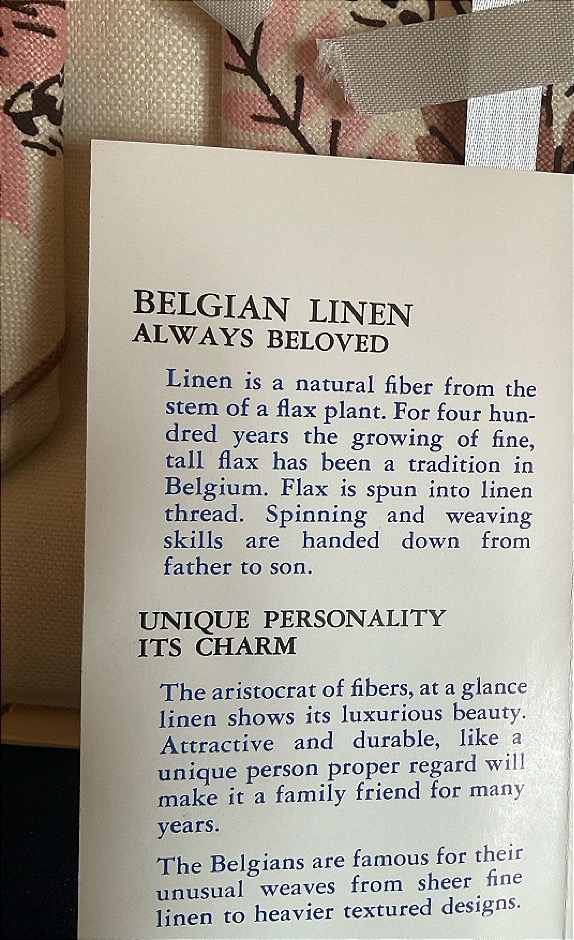 BELGIAN LINEN
ALWAYS BELOVED
Linen is a natural fiber from the
stem of a flax plant. For four hun-
dred years the growing of fine,
tall flax has been a tradition in
Belgium. Flax is spun into linen
thread. Spinning and weaving
skills are handed down from
father to son.
UNIQUE PERSONALITY
ITS CHARM
The aristocrat of fibers, at a glance
linen shows its luxurious beauty.
Attractive and durable, like a
unique person proper regard will
make it a family friend for many
years.
The Belgians are famous for their
unusual weaves from sheer fine
linen to heavier textured designs.